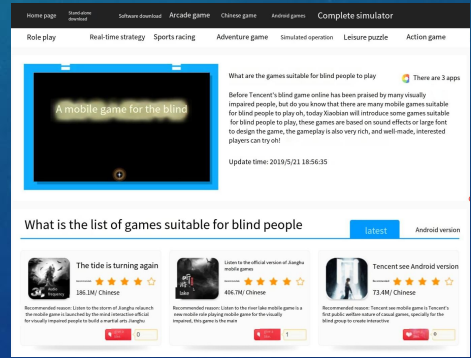 Home page Stand-alone download Software download Arcade game Chinese game Android games Complete simulator
Role play Real-time strategy Sports racing Adventure game Simulated operation Leisure puzzle Action game
A mobile game for the blind
What are the games suitable for blind people to play
There are 3 apps
Before Tencent's blind game online has been praised by many visually
impaired people, but do you know that there are many mobile games suitable
for blind people to play oh, today Xiaobian will introduce some games suitable
for blind people to play, these games are based on sound effects or large font
to design the game, the gameplay is also very rich, and well-made, interested
players can try oh!
Update time: 2019/5/21 18:56:35
What is the list of games suitable for blind people
latest
Android version
The tide is turning again
186.1M/ Chinese
Recommended reason: Listen to the storm of Jianghu relaunch
the mobile game is launched by the mind interactive official
for visually impaired people to build a martial arts Jianghu
0
lake
Listen to the official version of Jianghu
mobile games
406.7M/ Chinese
Recommended reason: Listen to the river lake mobile game is a
new mobile role playing mobile game for the visually
impaired, this game is the main
1
Tencent see Android version
73.4M/ Chinese
Recommended reason: Tencent see mobile game is Tencent's
first public welfare nature of casual games, specially for the
blind group to create interactive
0